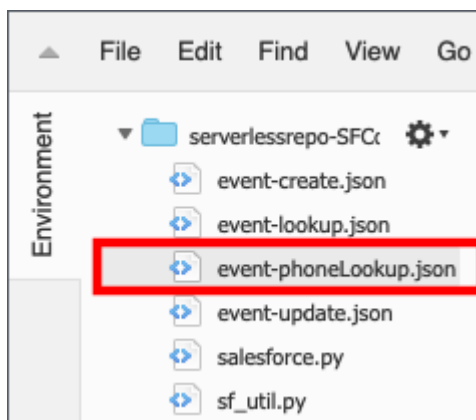 File Edit Find View Go
Environment
serverlessrepo-SFCc
event-create.json
event-lookup.json
event-phoneLookup.json
event-update.json
salesforce.py
sf_util.py